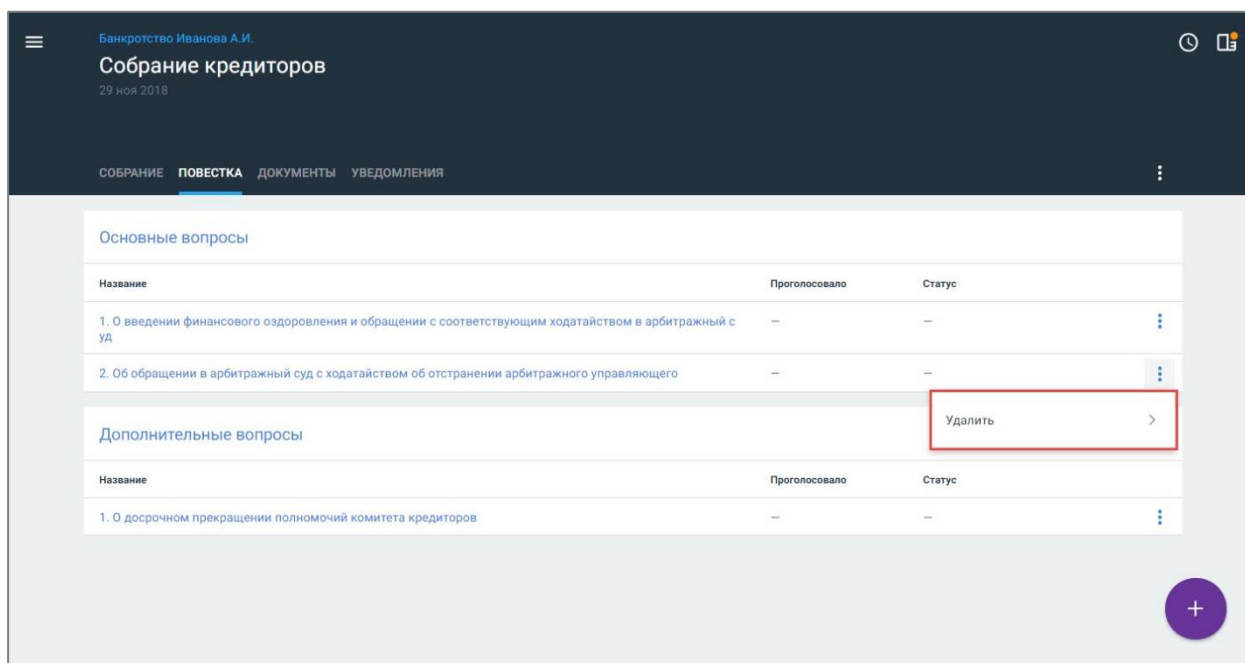 Банкротство Иванова А.И.
Собрание кредиторов
29 ноя 2018
СОБРАНИЕ ПОВЕСТКА ДОКУМЕНТЫ УВЕДОМЛЕНИЯ
Основные вопросы
Название Проголосовало Статус
1. О введении финансового оздоровления и обращении с соответствующим ходатайством в арбитражный с — —
уд
2. Об обращении в арбитражный суд с ходатайством об отстранении арбитражного управляющего — —
Удалить
Дополнительные вопросы
Название Проголосовало Статус
1. О досрочном прекращении полномочий комитета кредиторов — —